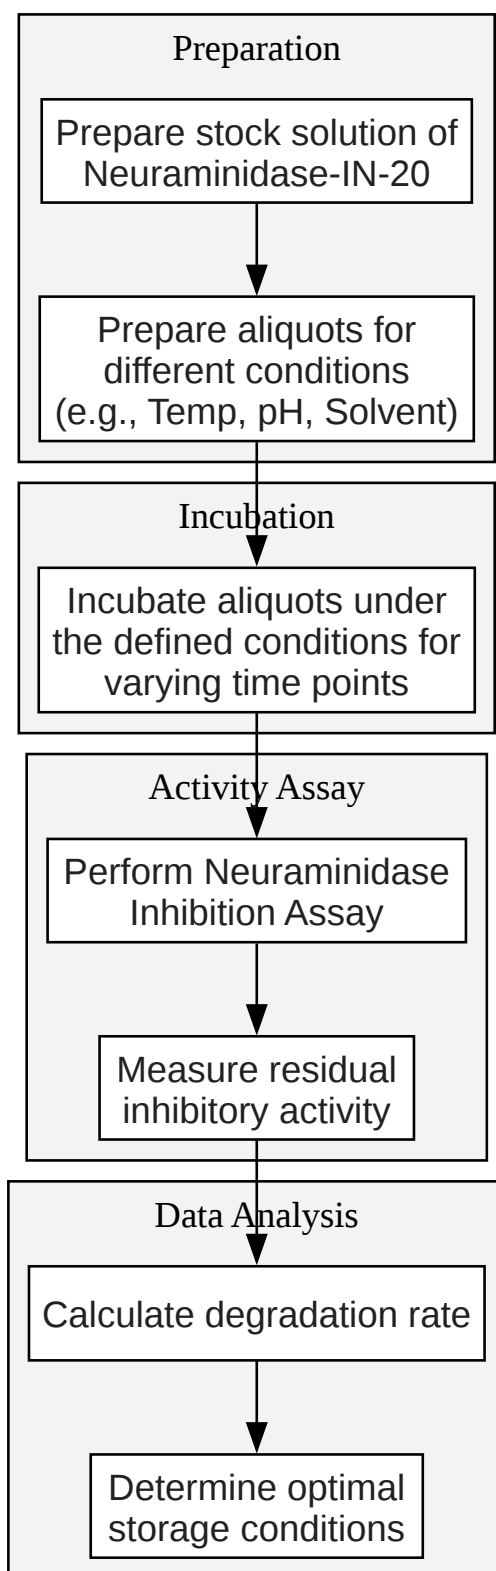 Preparation
Prepare stock solution of
Neuraminidase-IN-20
Prepare aliquots for
different conditions
(e.g., Temp, pH, Solvent)
Incubation
Incubate aliquots under
the defined conditions for
varying time points
Activity Assay
Perform Neuraminidase
Inhibition Assay
Measure residual
inhibitory activity
Data Analysis
Calculate degradation rate
Determine optimal
storage conditions